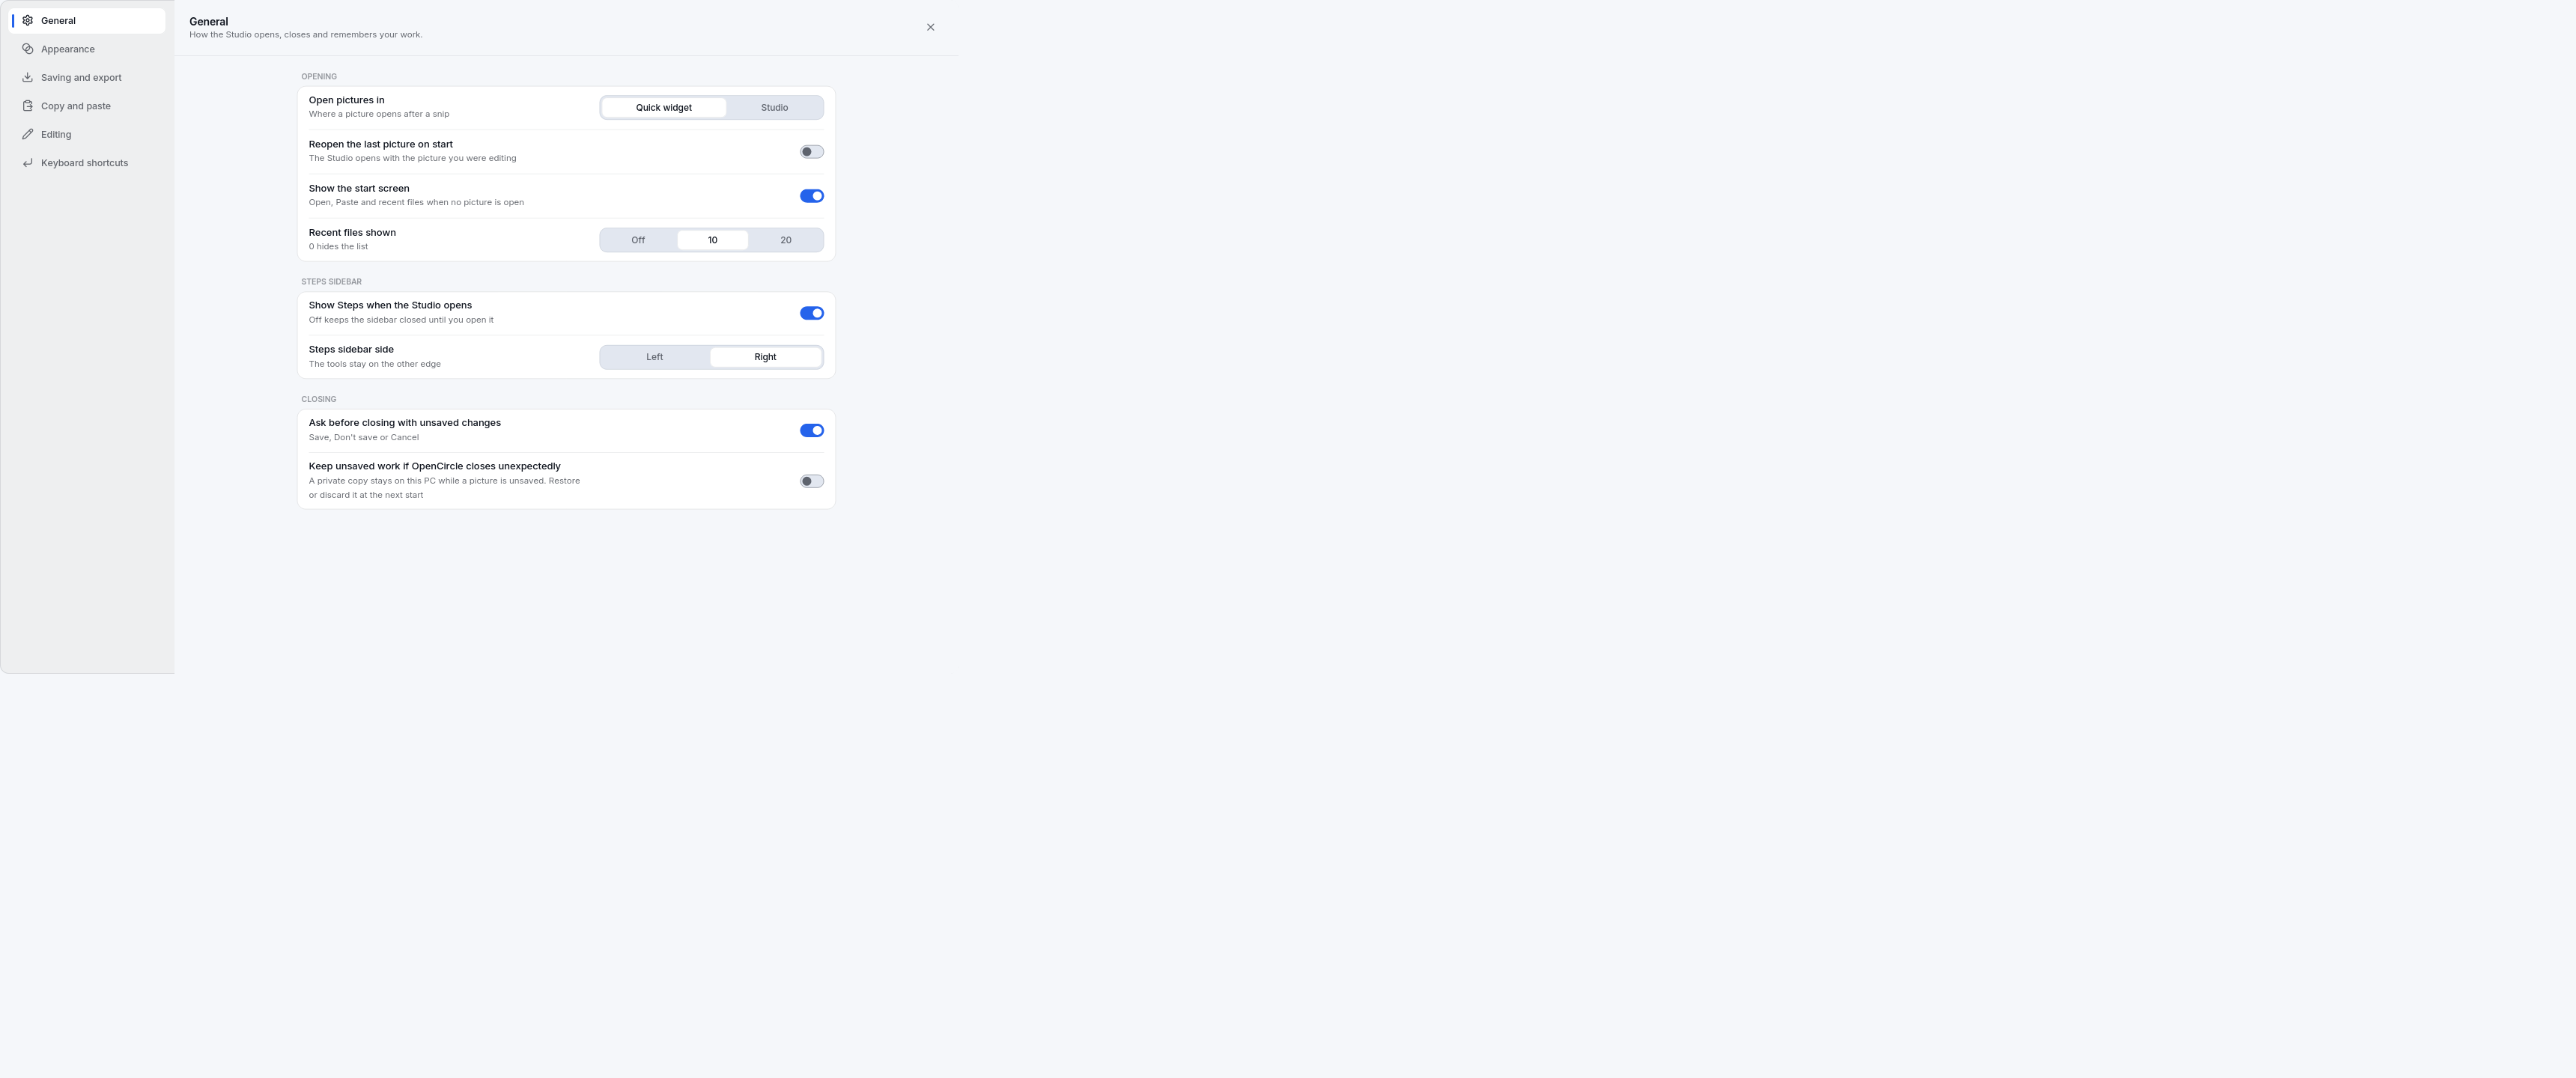 General
Appearance
Saving and export
Copy and paste
Editing
Keyboard shortcuts
General
How the Studio opens, closes and remembers your work.
OPENING
Open pictures in
Where a picture opens after a snip
Quick widget
Studio
Reopen the last picture on start
The Studio opens with the picture you were editing
Show the start screen
Open, Paste and recent files when no picture is open
Recent files shown
0 hides the list
Off
10
20
STEPS SIDEBAR
Show Steps when the Studio opens
Off keeps the sidebar closed until you open it
Steps sidebar side
The tools stay on the other edge
Left
Right
CLOSING
Ask before closing with unsaved changes
Save, Don't save or Cancel
Keep unsaved work if OpenCircle closes unexpectedly
A private copy stays on this PC while a picture is unsaved. Restore
or discard it at the next start